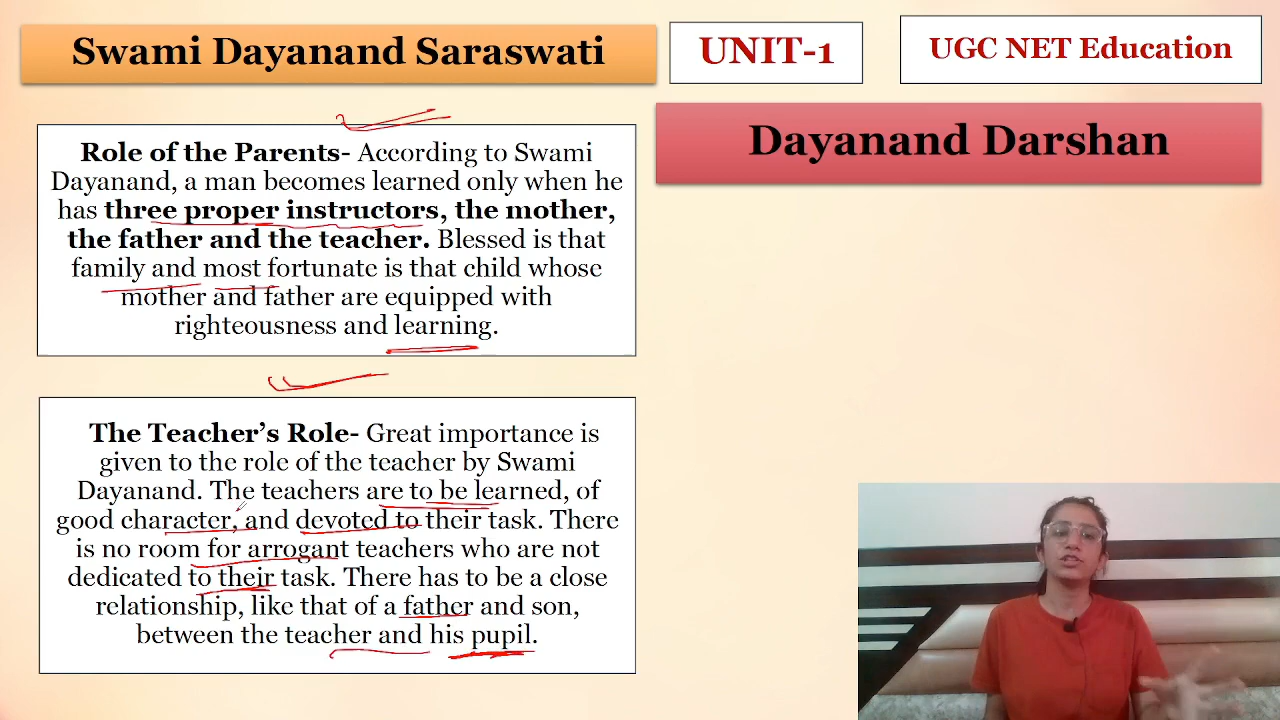 Swami Dayanand Saraswati
UNIT-1
UGC NET Education
Dayanand Darshan
Role of the Parents- According to Swami
Dayanand, a man becomes learned only when he
has three proper instructors, the mother,
the father and the teacher. Blessed is that
family and most fortunate is that child whose
mother and father are equipped with
righteousness and learning.
The Teacher's Role- Great importance is
given to the role of the teacher by Swami
Dayanand. The teachers are to be learned, of
good character, and devoted to their task. There
is no room for arrogant teachers who are not
dedicated to their task. There has to be a close
relationship, like that of a father and son,
between the teacher and his pupil.